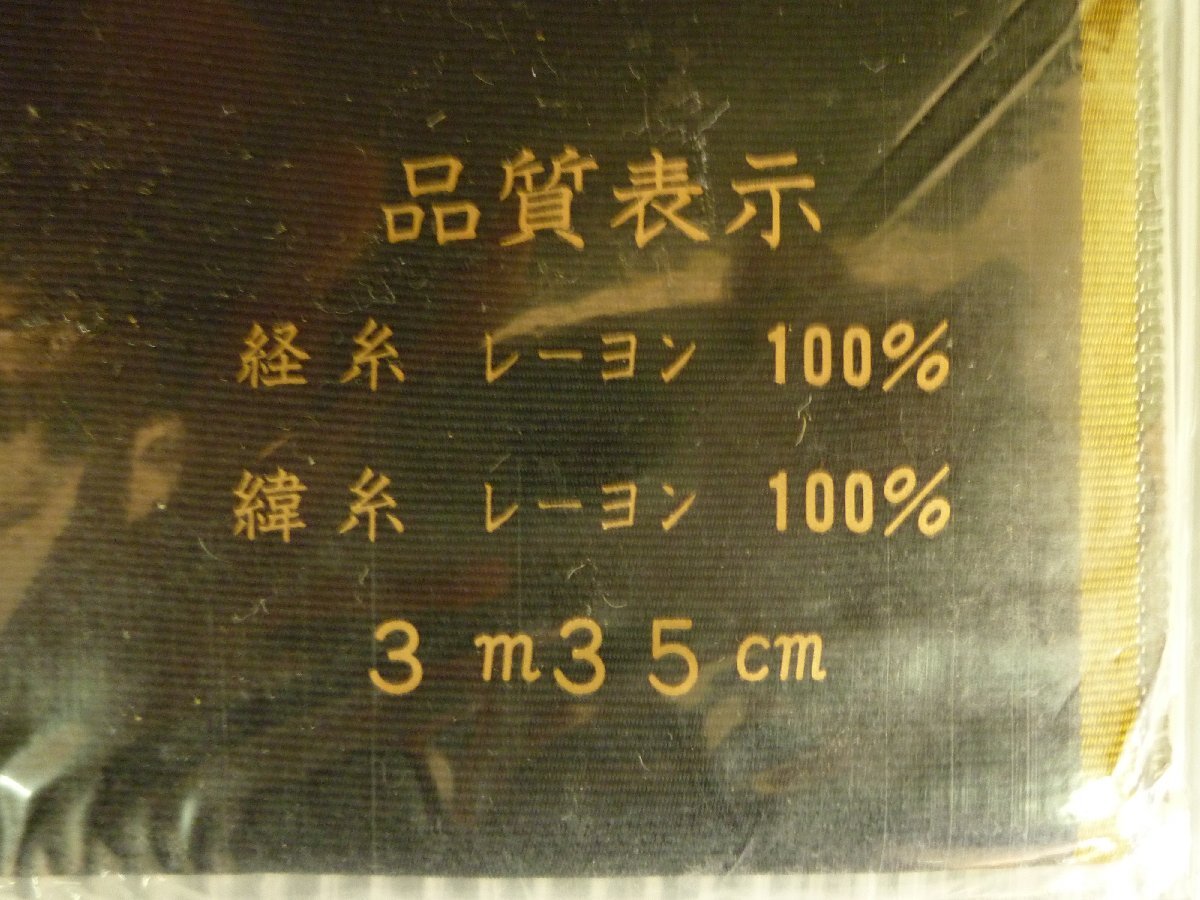 品質表示
経糸 レーヨン 100%
緯糸 レーヨン 100%
3m35cm